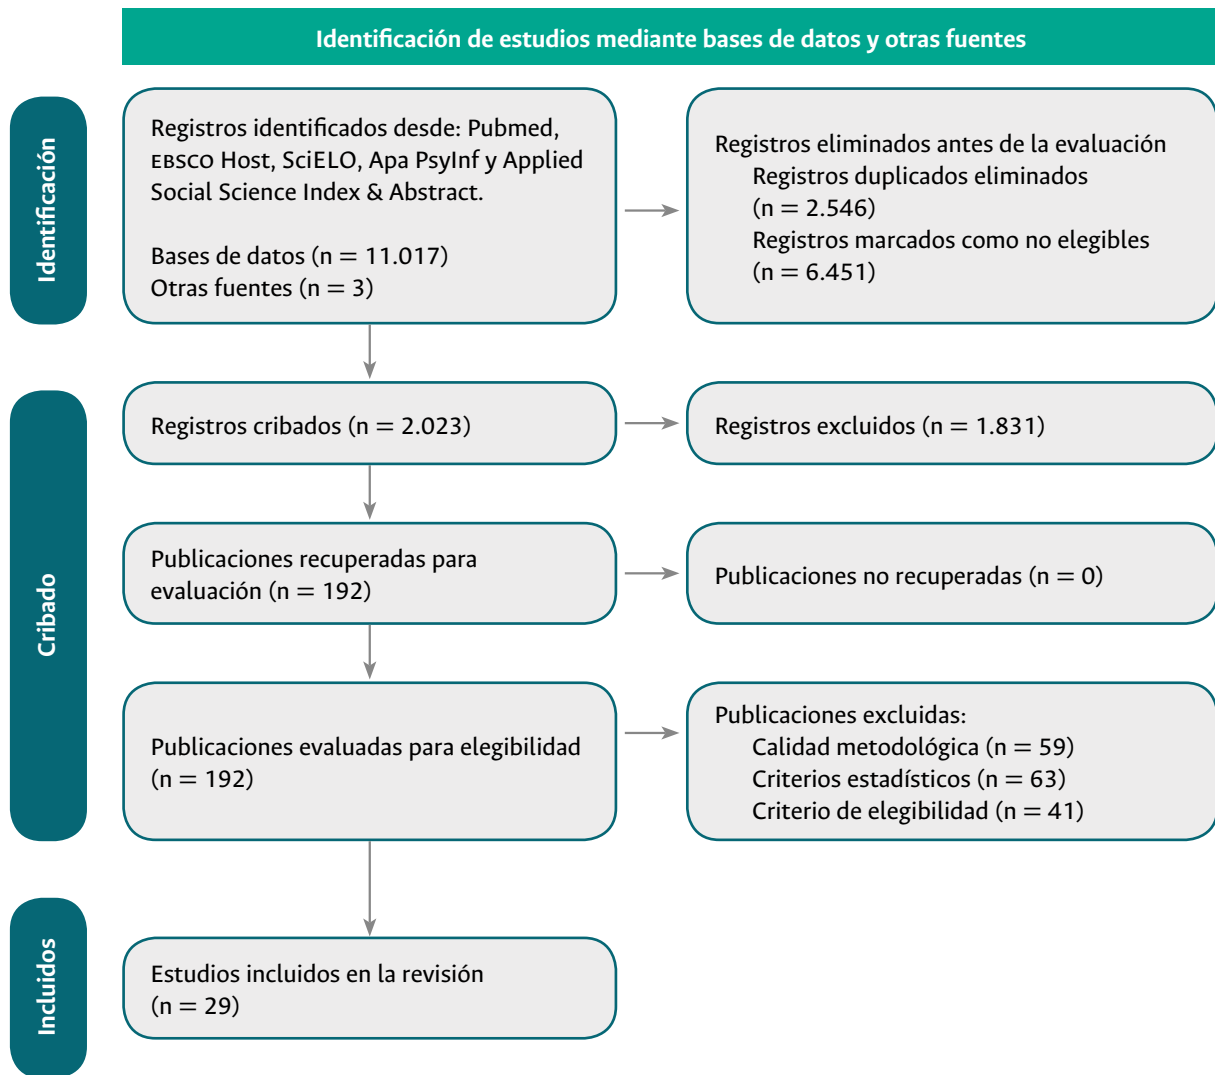 Identificación de estudios mediante bases de datos y otras fuentes
Identificación
Registros identificados desde: Pubmed,
EBSCO Host, SciELO, Apa PsyInf y Applied
Social Science Index & Abstract.
Bases de datos (n = 11.017)
Otras fuentes (n = 3)
Registros eliminados antes de la evaluación
Registros duplicados eliminados
(n = 2.546)
Registros marcados como no elegibles
(n = 6.451)
Cribado
Registros cribados (n = 2.023)
Registros excluidos (n = 1.831)
Publicaciones recuperadas para
evaluación (n = 192)
Publicaciones no recuperadas (n = 0)
Publicaciones evaluadas para elegibilidad
(n = 192)
Publicaciones excluidas:
Calidad metodológica (n = 59)
Criterios estadísticos (n = 63)
Criterio de elegibilidad (n = 41)
Incluidos
Estudios incluidos en la revisión
(n = 29)